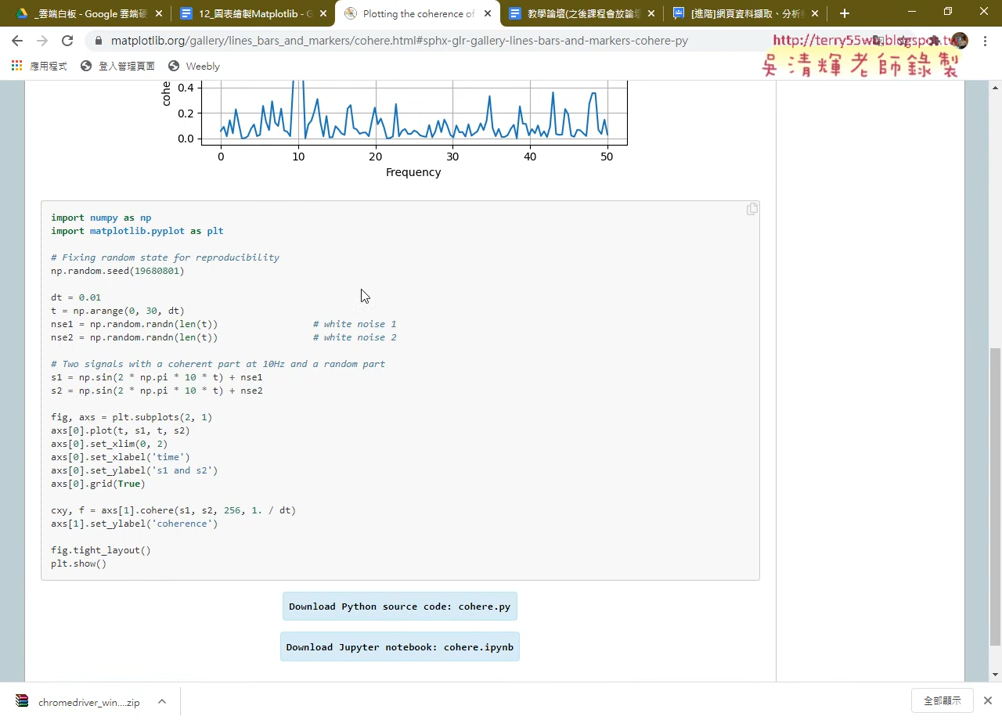 _雲端白板 - Google 雲端硬
12_圖表繪製Matplotlib - G
Plotting the coherence of
教學論壇(之後課程會放論壇
[進階]網頁資料擷取、分析
matplotlib.org/gallery/lines_bars_and_markers/cohere.html#sphx-glr-gallery-lines-bars-and-markers-cohere-py
http://terry55wu.blogspot.tw
吳清輝老師錄製
應用程式
登入管理頁面
Weebly
cohe
0.4
0.2
0.0
0 10 20 30 40 50
Frequency
import numpy as np
import matplotlib.pyplot as plt
# Fixing random state for reproducibility
np.random.seed(19680801)
dt = 0.01
t = np.arange(0, 30, dt)
nse1 = np.random.randn(len(t)) # white noise 1
nse2 = np.random.randn(len(t)) # white noise 2
# Two signals with a coherent part at 10Hz and a random part
s1 = np.sin(2 * np.pi * 10 * t) + nse1
s2 = np.sin(2 * np.pi * 10 * t) + nse2
fig, axs = plt.subplots(2, 1)
axs[0].plot(t, s1, t, s2)
axs[0].set_xlim(0, 2)
axs[0].set_xlabel('time')
axs[0].set_ylabel('s1 and s2')
axs[0].grid(True)
cxy, f = axs[1].cohere(s1, s2, 256, 1. / dt)
axs[1].set_ylabel('coherence')
fig.tight_layout()
plt.show()
Download Python source code: cohere.py
Download Jupyter notebook: cohere.ipynb
chromedriver_win....zip
全部顯示